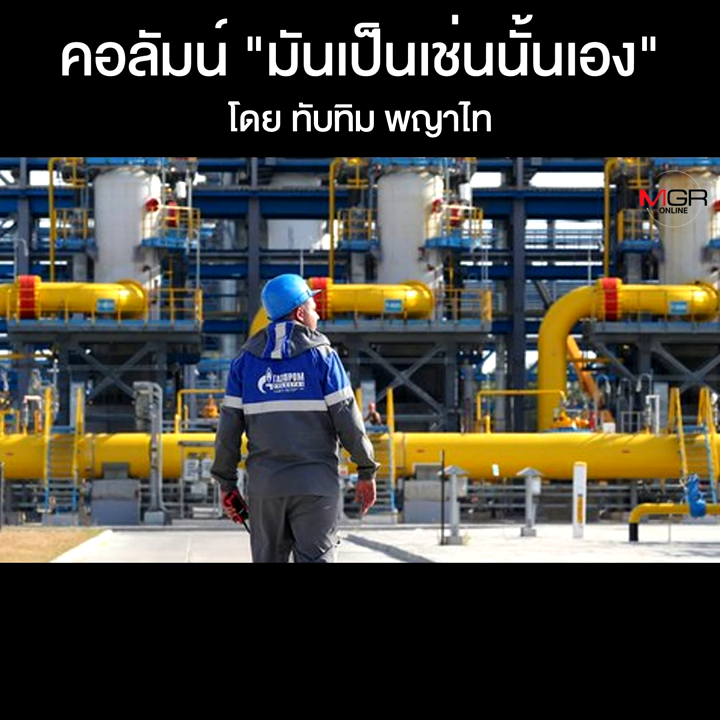 คอลัมน์ "มันเป็นเช่นนั้นเอง"
โดย ทับทิม พญาไท
MGR
ONLINE
ГАЗПРОМ